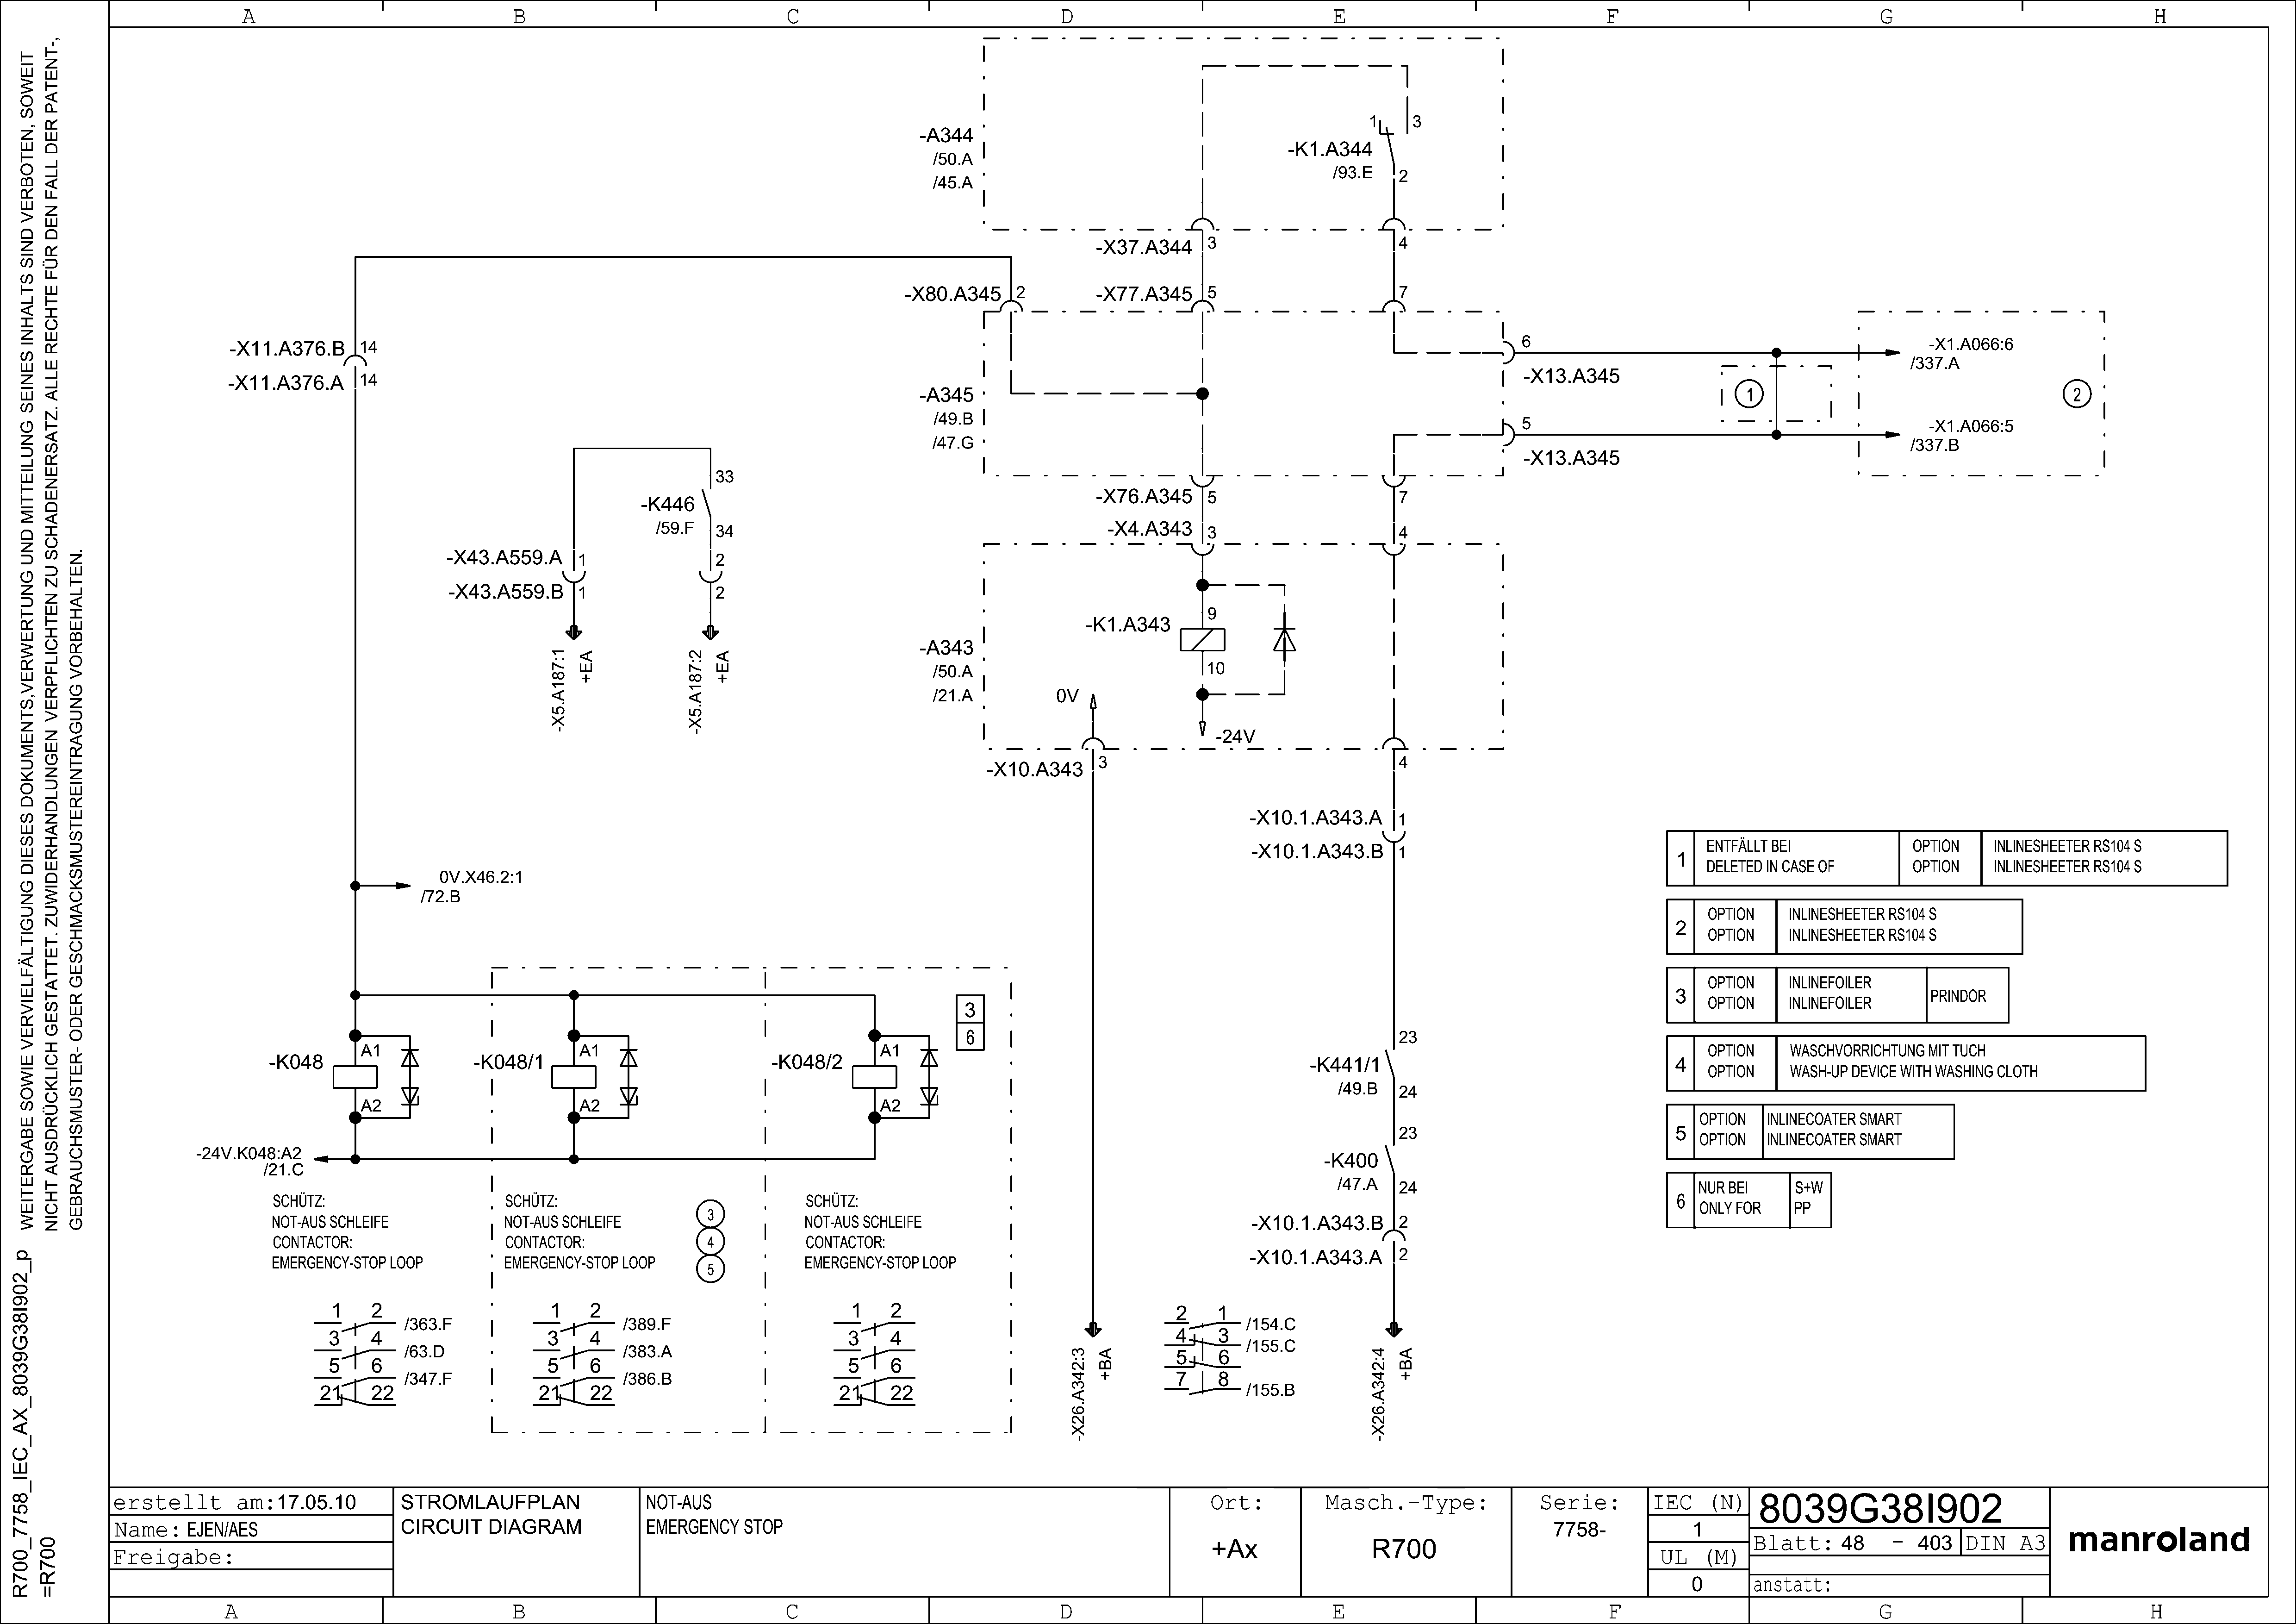 A B C D E F G H
WEITERGABE SOWIE VERVIELFÄLTIGUNG DIESES DOKUMENTS,VERWERTUNG UND MITTEILUNG SEINES INHALTS SIND VERBOTEN, SOWEIT
NICHT AUSDRÜCKLICH GESTATTET. ZUWIDERHANDLUNGEN VERPFLICHTEN ZU SCHADENERSATZ. ALLE RECHTE FÜR DEN FALL DER PATENT-,
GEBRAUCHSMUSTER- ODER GESCHMACKSMUSTEREINTRAGUNG VORBEHALTEN.
R700_7758_IEC_AX_8039G38I902_p
=R700
-A344
/50.A
/45.A
1 3
-K1.A344
/93.E
2
-X37.A344 3 4
-X80.A345 2 -X77.A345 5 7
-X11.A376.B 14
-X11.A376.A 14
-A345
/49.B
/47.G
6
-X13.A345
5
-X13.A345
1
-X1.A066:6
/337.A
2
-X1.A066:5
/337.B
33
-K446
/59.F
34
-X43.A559.A 1 2
-X43.A559.B 1 2
-X5.A187:1
+EA
-X5.A187:2
+EA
-X76.A345 5 7
-X4.A343 3 4
-K1.A343
9
10
-A343
/50.A
/21.A
0V
-24V
-X10.A343 3 4
-X10.1.A343.A 1
-X10.1.A343.B 1
0V.X46.2:1
/72.B
3
6
-K048 A1 A2
-K048/1 A1 A2
-K048/2 A1 A2
-24V.K048:A2
/21.C
SCHÜTZ:
NOT-AUS SCHLEIFE
CONTACTOR:
EMERGENCY-STOP LOOP
SCHÜTZ:
NOT-AUS SCHLEIFE
CONTACTOR:
EMERGENCY-STOP LOOP
3
4
5
SCHÜTZ:
NOT-AUS SCHLEIFE
CONTACTOR:
EMERGENCY-STOP LOOP
1 2 /363.F
3 4 /63.D
5 6 /347.F
21 22
1 2 /389.F
3 4 /383.A
5 6 /386.B
21 22
1 2
3 4
5 6
21 22
23
-K441/1
/49.B
24
23
-K400
/47.A
24
-X10.1.A343.B 2
-X10.1.A343.A 2
-X26.A342:3
+BA
2 1 /154.C
4 3 /155.C
5 6
7 8 /155.B
-X26.A342:4
+BA
1 ENTFÄLLT BEI OPTION INLINESHEETER RS104 S
DELETED IN CASE OF OPTION INLINESHEETER RS104 S
2 OPTION INLINESHEETER RS104 S
OPTION INLINESHEETER RS104 S
3 OPTION INLINEFOILER PRINDOR
OPTION INLINEFOILER
4 OPTION WASCHVORRICHTUNG MIT TUCH
OPTION WASH-UP DEVICE WITH WASHING CLOTH
5 OPTION INLINECOATER SMART
OPTION INLINECOATER SMART
6 NUR BEI S+W
ONLY FOR PP
erstellt am:17.05.10
Name: EJEN/AES
Freigabe:
STROMLAUFPLAN
CIRCUIT DIAGRAM
NOT-AUS
EMERGENCY STOP
Ort:
+Ax
Masch.-Type:
R700
Serie:
7758-
IEC (N)
1
UL (M)
0
8039G38I902
Blatt: 48 - 403 DIN A3
anstatt:
manroland
A B C D E F G H